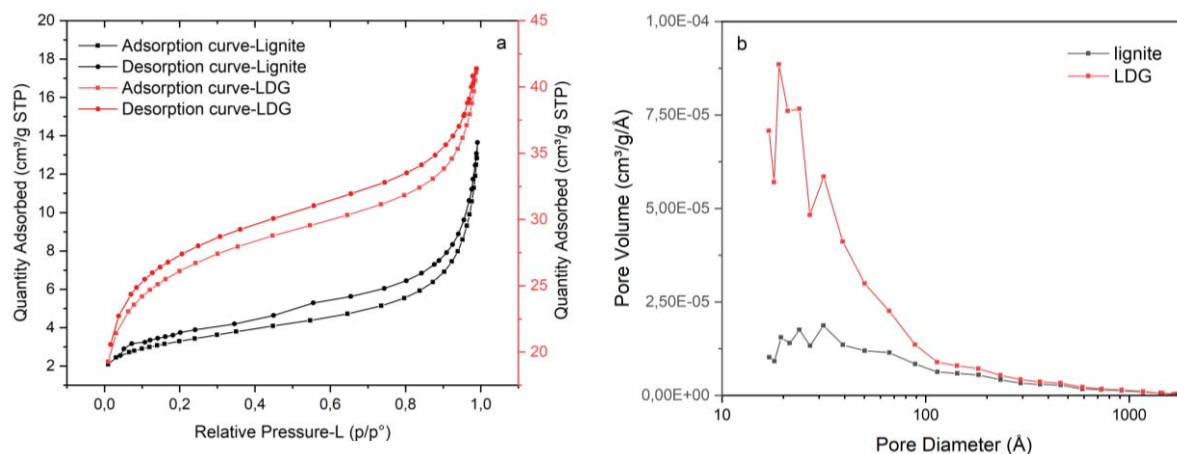 a
Adsorption curve-Lignite
Desorption curve-Lignite
Adsorption curve-LDG
Desorption curve-LDG
Quantity Adsorbed (cm³/g STP)
20
18
16
14
12
10
8
6
4
2
45
40
35
30
25
20
Quantity Adsorbed (cm³/g STP)
0,0 0,2 0,4 0,6 0,8 1,0
Relative Pressure-L (p/p°)
b
lignite
LDG
Pore Volume (cm³/g/Å)
1,00E-04
7,50E-05
5,00E-05
2,50E-05
0,00E+00
10 100 1000
Pore Diameter (Å)